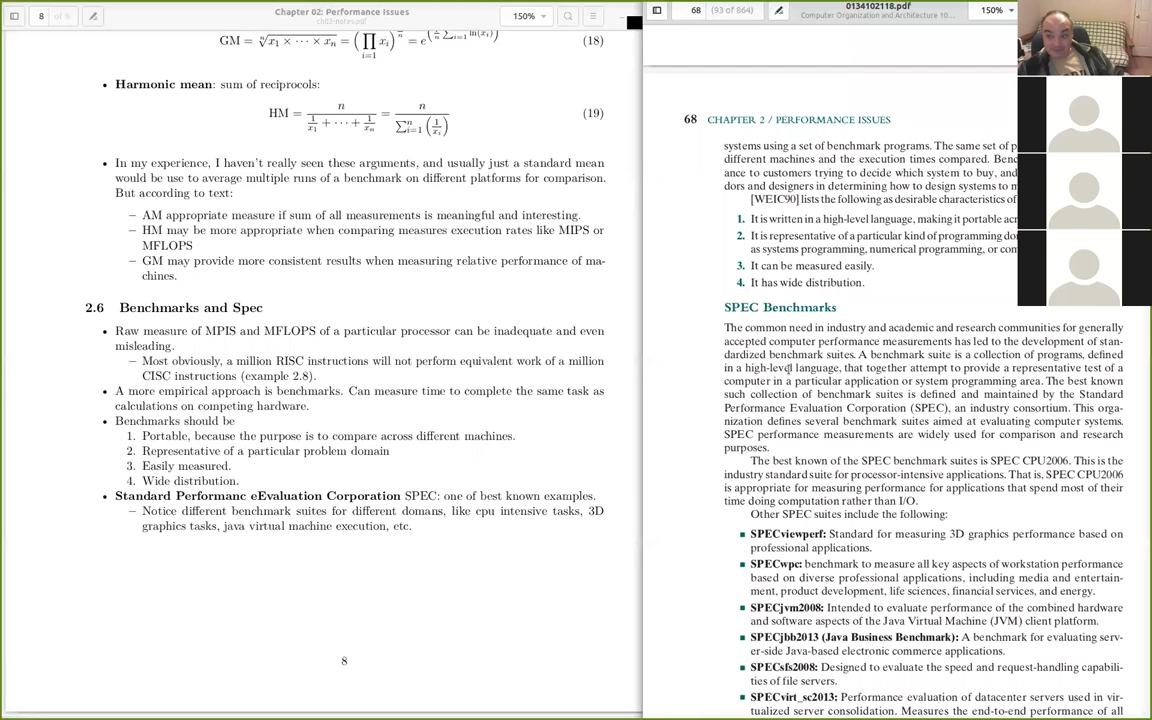 8 of 8
Chapter 02: Performance Issues
ch02-notes.pdf
150%
GM = ⁿ√x1 × ··· × xn = (∏ i=1 xi) 1/n = e(1/n ∑i=1 ln(xi)) (18)
• Harmonic mean: sum of reciprocals:
HM = n / (1/x1 + ··· + 1/xn) = n / ∑ⁿi=1 (1/xi) (19)
• In my experience, I haven't really seen these arguments, and usually just a standard mean
would be use to average multiple runs of a benchmark on different platforms for comparison.
But according to text:
– AM appropriate measure if sum of all measurements is meaningful and interesting.
– HM may be more appropriate when comparing measures execution rates like MIPS or
MFLOPS
– GM may provide more consistent results when measuring relative performance of ma-
chines.
2.6 Benchmarks and Spec
• Raw measure of MPIS and MFLOPS of a particular processor can be inadequate and even
misleading.
– Most obviously, a million RISC instructions will not perform equivalent work of a million
CISC instructions (example 2.8).
• A more empirical approach is benchmarks. Can measure time to complete the same task as
calculations on competing hardware.
• Benchmarks should be
1. Portable, because the purpose is to compare across different machines.
2. Representative of a particular problem domain
3. Easily measured.
4. Wide distribution.
• Standard Performanc eEvaluation Corporation SPEC: one of best known examples.
– Notice different benchmark suites for different domans, like cpu intensive tasks, 3D
graphics tasks, java virtual machine execution, etc.
8
68 (93 of 864)
0134102118.pdf
Computer Organization and Architecture 10...
150%
68 CHAPTER 2 / PERFORMANCE ISSUES
systems using a set of benchmark programs. The same set of p
different machines and the execution times compared. Benc
ance to customers trying to decide which system to buy, and
dors and designers in determining how to design systems to m
[WEIC90] lists the following as desirable characteristics of
1. It is written in a high-level language, making it portable acr
2. It is representative of a particular kind of programming do
as systems programming, numerical programming, or com
3. It can be measured easily.
4. It has wide distribution.
SPEC Benchmarks
The common need in industry and academic and research communities for generally
accepted computer performance measurements has led to the development of stan-
dardized benchmark suites. A benchmark suite is a collection of programs, defined
in a high-level language, that together attempt to provide a representative test of a
computer in a particular application or system programming area. The best known
such collection of benchmark suites is defined and maintained by the Standard
Performance Evaluation Corporation (SPEC), an industry consortium. This orga-
nization defines several benchmark suites aimed at evaluating computer systems.
SPEC performance measurements are widely used for comparison and research
purposes.
The best known of the SPEC benchmark suites is SPEC CPU2006. This is the
industry standard suite for processor-intensive applications. That is, SPEC CPU2006
is appropriate for measuring performance for applications that spend most of their
time doing computation rather than I/O.
Other SPEC suites include the following:
■ SPECviewperf: Standard for measuring 3D graphics performance based on
professional applications.
■ SPECwpc: benchmark to measure all key aspects of workstation performance
based on diverse professional applications, including media and entertain-
ment, product development, life sciences, financial services, and energy.
■ SPECjvm2008: Intended to evaluate performance of the combined hardware
and software aspects of the Java Virtual Machine (JVM) client platform.
■ SPECjbb2013 (Java Business Benchmark): A benchmark for evaluating serv-
er-side Java-based electronic commerce applications.
■ SPECsfs2008: Designed to evaluate the speed and request-handling capabili-
ties of file servers.
■ SPECvirt_sc2013: Performance evaluation of datacenter servers used in vir-
tualized server consolidation. Measures the end-to-end performance of all